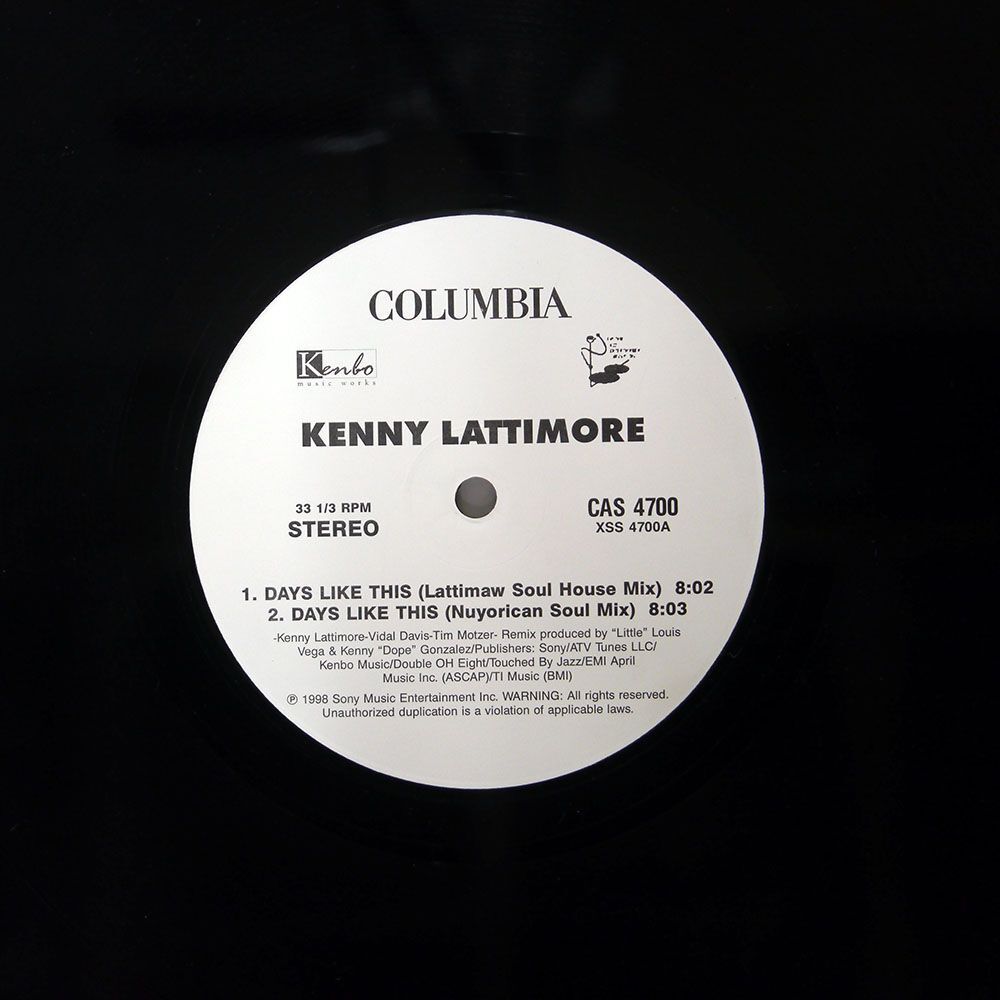 COLUMBIA
Kenbo
music works
KENNY LATTIMORE
33 1/3 RPM
STEREO
CAS 4700
XSS 4700A
1. DAYS LIKE THIS (Lattimaw Soul House Mix) 8:02
2. DAYS LIKE THIS (Nuyorican Soul Mix) 8:03
-Kenny Lattimore-Vidal Davis-Tim Motzer- Remix produced by “Little” Louis
Vega & Kenny “Dope” Gonzalez/Publishers: Sony/ATV Tunes LLC/
Kenbo Music/Double OH Eight/Touched By Jazz/EMI April
Music Inc. (ASCAP)/TI Music (BMI)
℗ 1998 Sony Music Entertainment Inc. WARNING: All rights reserved.
Unauthorized duplication is a violation of applicable laws.